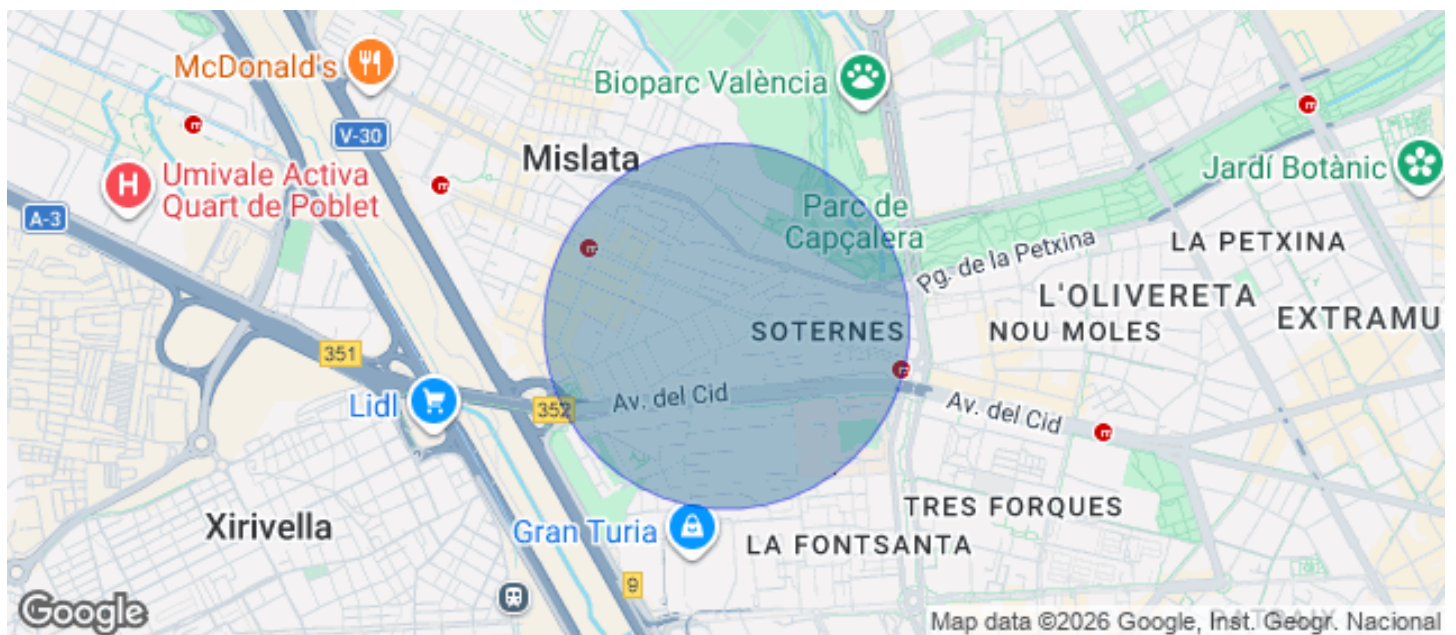 McDonald's
Bioparc València
V-30
Mislata
Jardí Botànic
H
Umivale Activa
Quart de Poblet
A-3
Parc de
Capçalera
Pg. de la Petxina
LA PETXINA
L'OLIVERETA
EXTRAMU
SOTERNES
NOU MOLES
351
Lidl
352
Av. del Cid
Av. del Cid
Xirivella
Gran Turia
TRES FORQUES
LA FONTSANTA
9
Google
Map data ©2026 Google, Inst. Geogr. Nacional